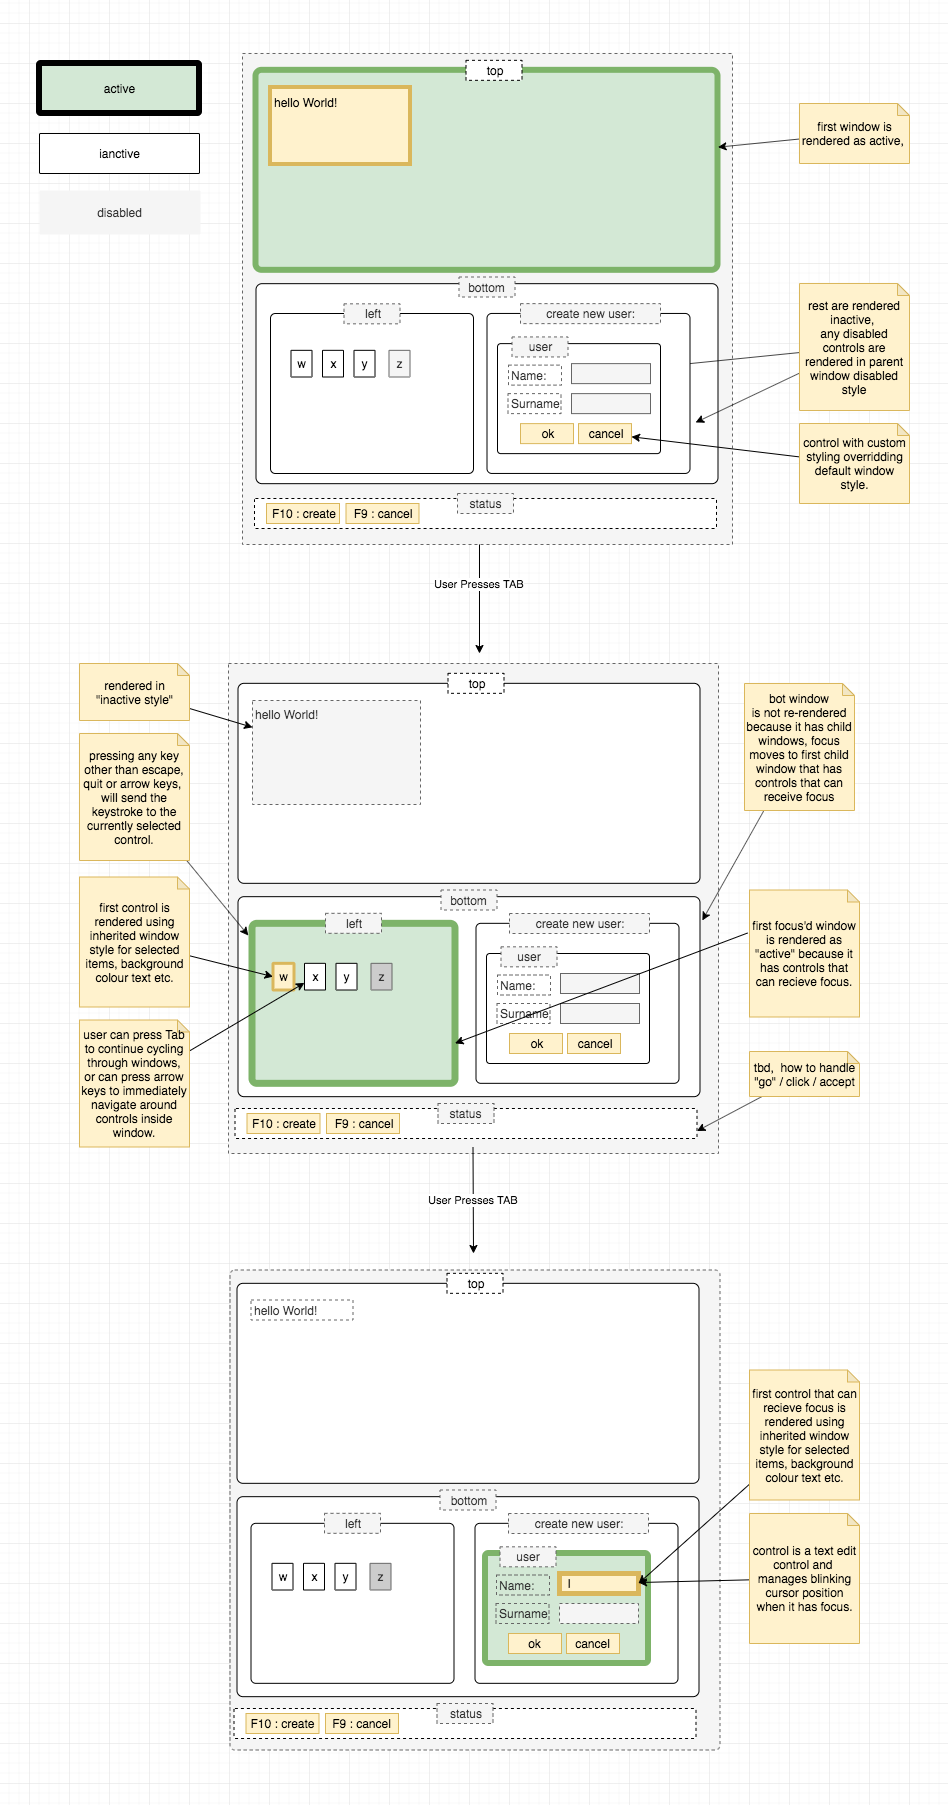 active
ianctive
disabled
top
hello World!
first window is
rendered as active,
bottom
left
w x y z
create new user:
user
Name:
Surname
ok cancel
rest are rendered
inactive,
any disabled
controls are
rendered in parent
window disabled
style
control with custom
styling overridding
default window
style.
status
F10 : create F9 : cancel
User Presses TAB
rendered in
"inactive style"
pressing any key
other than escape,
quit or arrow keys,
will send the
keystroke to the
currently selected
control.
first control is
rendered using
inherited window
style for selected
items, background
colour text etc.
user can press Tab
to continue cycling
through windows,
or can press arrow
keys to immediately
navigate around
controls inside
window.
top
hello World!
bottom
left
w x y z
create new user:
user
Name:
Surname
ok cancel
status
F10 : create F9 : cancel
bot window
is not re-rendered
because it has child
windows, focus
moves to first child
window that has
controls that can
receive focus
first focus'd window
is rendered as
"active" because it
has controls that
can recieve focus.
tbd, how to handle
"go" / click / accept
User Presses TAB
top
hello World!
bottom
left
w x y z
create new user:
user
Name: I
Surname
ok cancel
status
F10 : create F9 : cancel
first control that can
recieve focus is
rendered using
inherited window
style for selected
items, background
colour text etc.
control is a text edit
control and
manages blinking
cursor position
when it has focus.